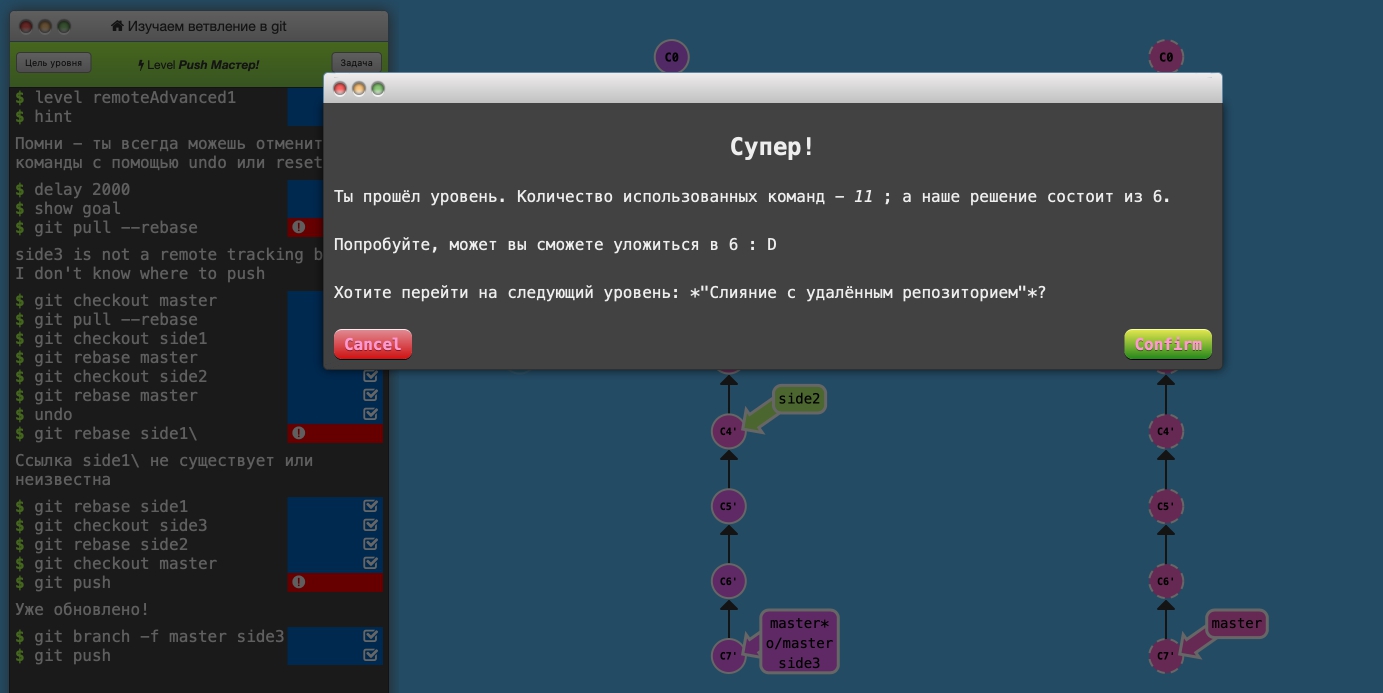 Изучаем ветвление в git
Цель уровня
Level Push Мастер!
Задача
$ level remoteAdvanced1
$ hint
Помни – ты всегда можешь отменит
команды с помощью undo или reset
$ delay 2000
$ show goal
$ git pull --rebase
side3 is not a remote tracking b
I don't know where to push
$ git checkout master
$ git pull --rebase
$ git checkout side1
$ git rebase master
$ git checkout side2
$ git rebase master
$ undo
$ git rebase side1\
Ссылка side1\ не существует или
неизвестна
$ git rebase side1
$ git checkout side3
$ git rebase side2
$ git checkout master
$ git push
Уже обновлено!
$ git branch -f master side3
$ git push
C0
C0
Супер!
Ты прошёл уровень. Количество использованных команд – 11 ; а наше решение состоит из 6.
Попробуйте, может вы сможете уложиться в 6 : D
Хотите перейти на следующий уровень: *"Слияние с удалённым репозиторием"*?
Cancel
Confirm
side2
C4'
C4'
C5'
C5'
C6'
C6'
master*
o/master
side3
C7'
master
C7'